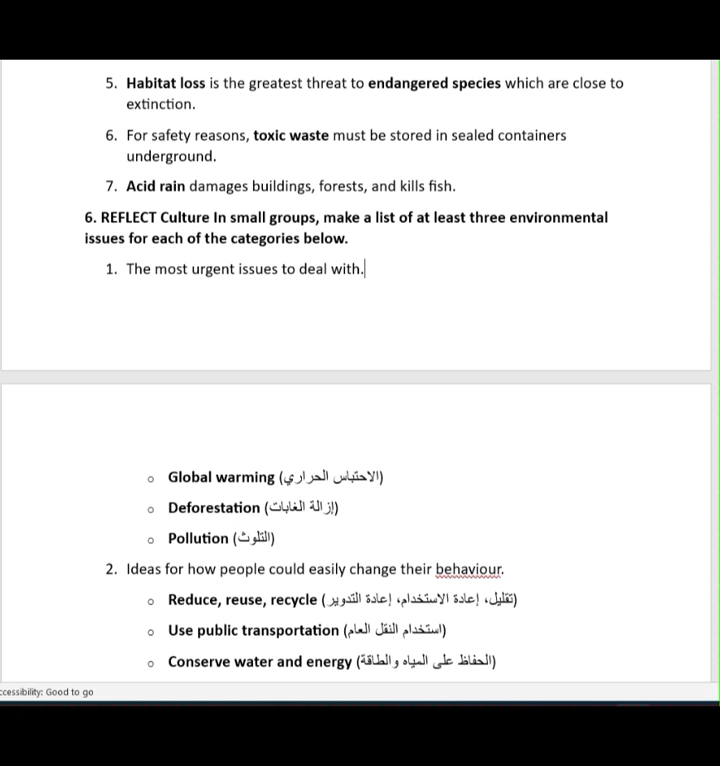 5. Habitat loss is the greatest threat to endangered species which are close to
extinction.
6. For safety reasons, toxic waste must be stored in sealed containers
underground.
7. Acid rain damages buildings, forests, and kills fish.
6. REFLECT Culture In small groups, make a list of at least three environmental
issues for each of the categories below.
1. The most urgent issues to deal with.
o Global warming (الاحتباس الحراري)
o Deforestation (إزالة الغابات)
o Pollution (التلوث)
2. Ideas for how people could easily change their behaviour.
o Reduce, reuse, recycle (تقليل، إعادة الاستخدام، إعادة التدوير)
o Use public transportation (استخدام النقل العام)
o Conserve water and energy (الحفاظ على المياه والطاقة)
ccessibility: Good to go